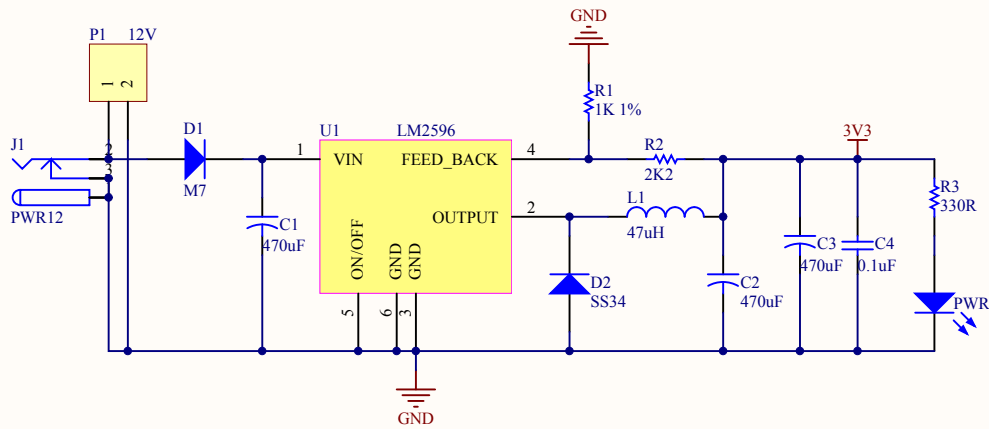 GND
P1 12V
1
2
R1
1K 1%
J1
2
3
PWR12
D1
M7
U1 LM2596
1
VIN
FEED_BACK
4
OUTPUT
2
ON/OFF
GND
GND
5
6
3
C1
470uF
R2
2K2
L1
47uH
D2
SS34
C2
470uF
3V3
C3
470uF
C4
0.1uF
R3
330R
PWR
GND